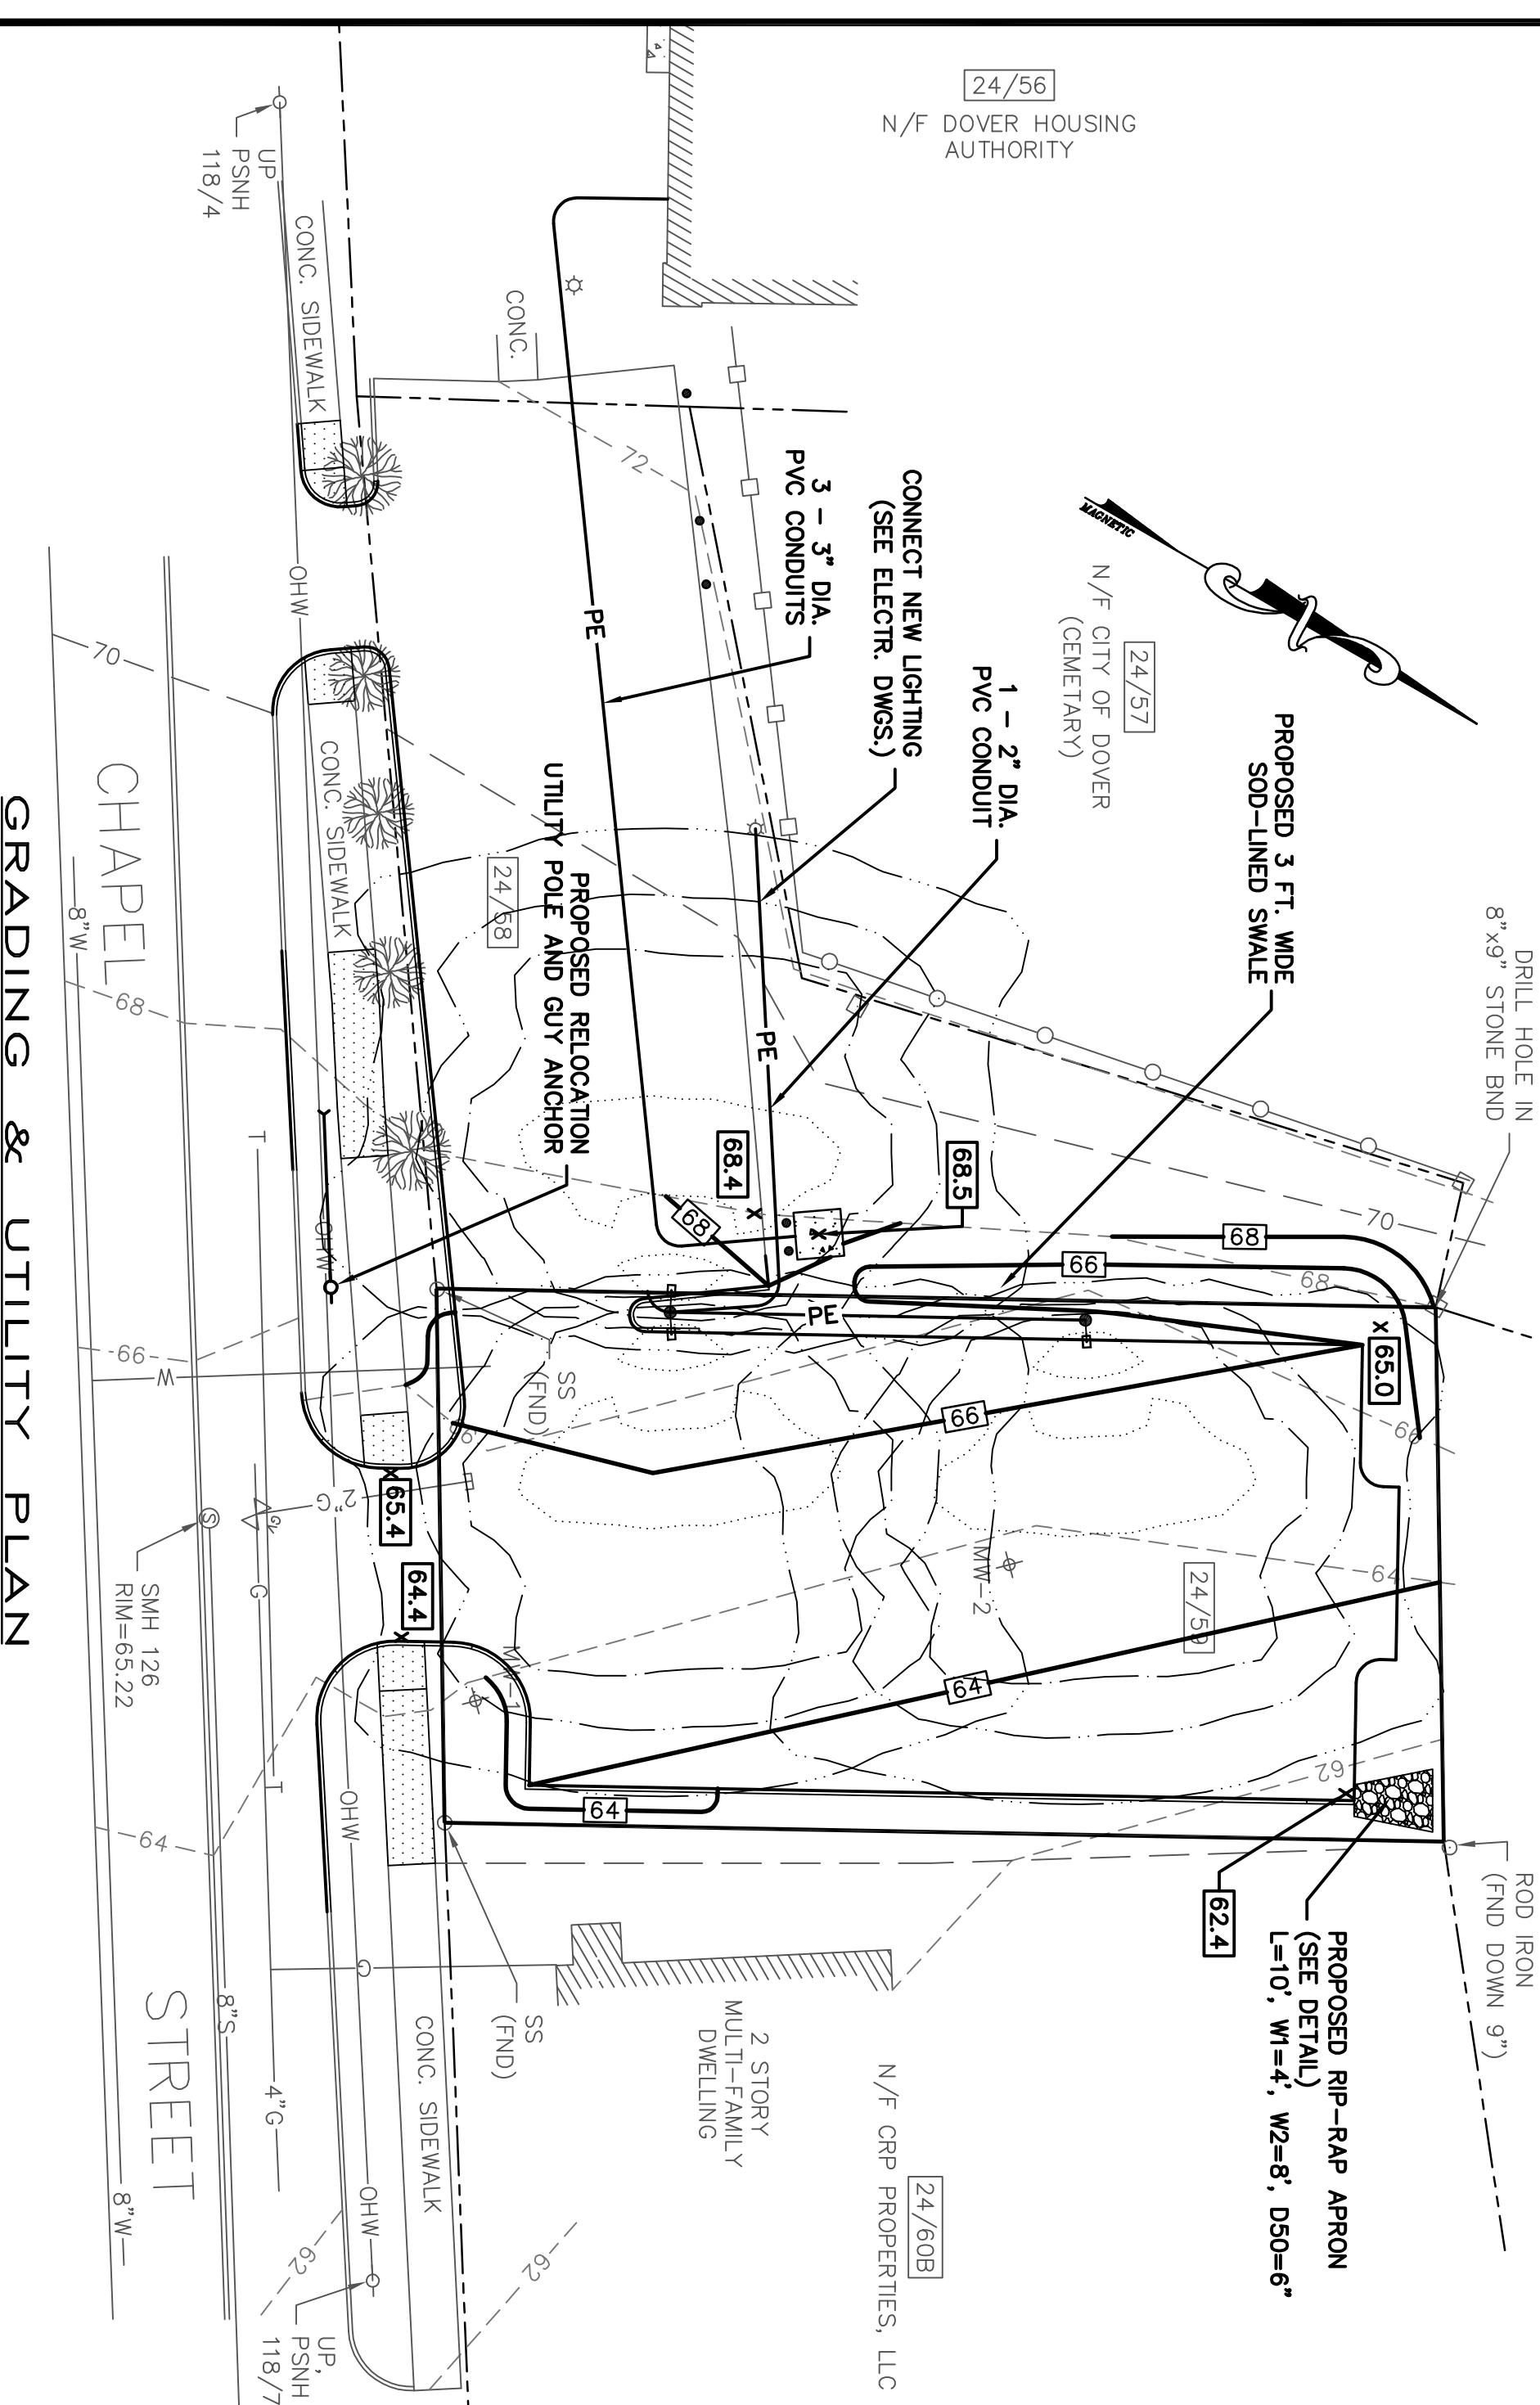 24/56
N/F DOVER HOUSING
AUTHORITY
UP
PSNH
118/4
CONC. SIDEWALK
CONC.
72
MAGNETIC
24/57
N/F CITY OF DOVER
(CEMETARY)
3 - 3" DIA.
PVC CONDUITS
CONNECT NEW LIGHTING
(SEE ELECTR. DWGS.)
1 - 2" DIA.
PVC CONDUIT
PROPOSED 3 FT. WIDE
SOD-LINED SWALE
DRILL HOLE IN
8"x9" STONE BND
OHW
PE
70
CONC. SIDEWALK
CHAPEL
8"W
68
24/58
PROPOSED RELOCATION
UTILITY POLE AND GUY ANCHOR
PE
68.4
68.5
68
68
66
70
68
OHW
T
66
W
SS
(FND)
PE
65.0
66
66
66
65.4
2"G
GV
G
S
SMH 126
RIM=65.22
64.4
MW-1
MW-2
24/59
64
64
64
62
62.4
T
OHW
64
G
SS
(FND)
ROD IRON
(FND DOWN 9")
PROPOSED RIP-RAP APRON
(SEE DETAIL)
L=10', W1=4', W2=8', D50=6"
2 STORY
MULTI-FAMILY
DWELLING
24/60B
N/F CRP PROPERTIES, LLC
CONC. SIDEWALK
STREET
8"S
4"G
8"W
OHW
62
62
UP,
PSNH
118/7
GRADING & UTILITY PLAN